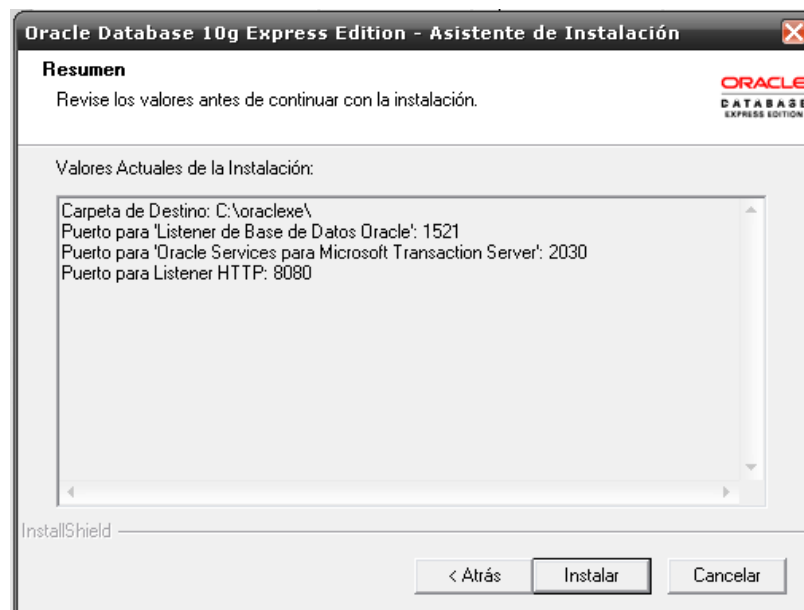 Oracle Database 10g Express Edition - Asistente de Instalación
Resumen
Revise los valores antes de continuar con la instalación.
ORACLE
DATABASE
EXPRESS EDITION
Valores Actuales de la Instalación:
Carpeta de Destino: C:\oraclexe\
Puerto para 'Listener de Base de Datos Oracle': 1521
Puerto para 'Oracle Services para Microsoft Transaction Server': 2030
Puerto para Listener HTTP: 8080
InstallShield
< Atrás
Instalar
Cancelar